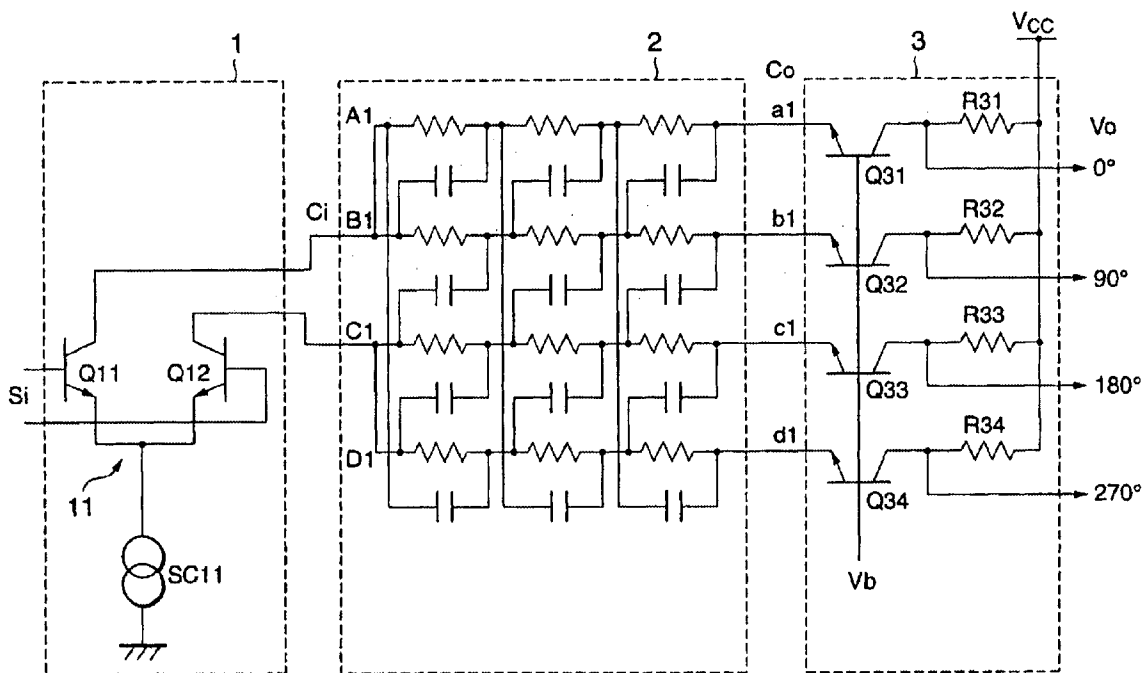 1
2
3
VCC
Co
A1
a1
R31
Vo
Q31
0°
Ci
B1
b1
R32
Q32
90°
C1
c1
R33
Q11
Q12
Q33
180°
Si
D1
d1
R34
11
Q34
270°
SC11
Vb